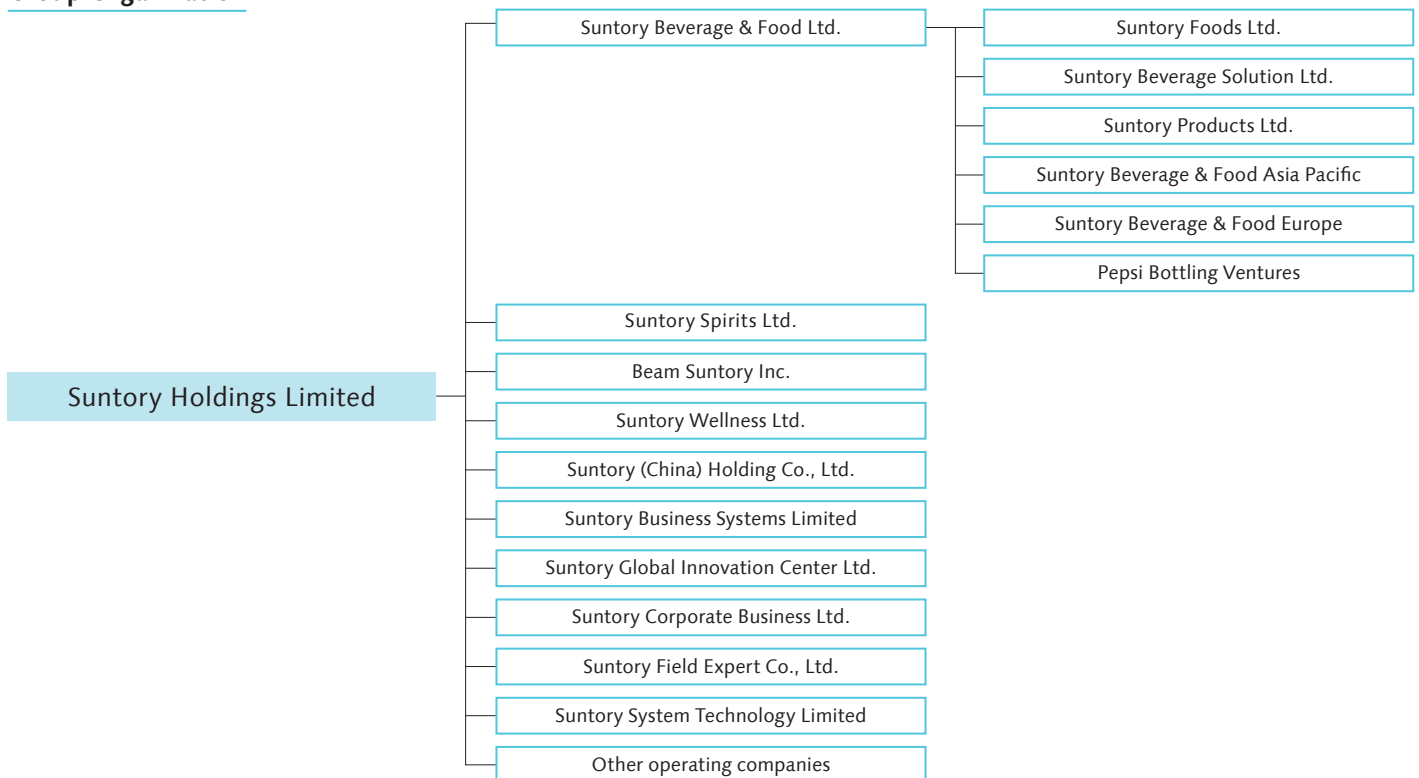 Suntory Beverage & Food Ltd.
Suntory Foods Ltd.
Suntory Beverage Solution Ltd.
Suntory Products Ltd.
Suntory Beverage & Food Asia Pacific
Suntory Beverage & Food Europe
Pepsi Bottling Ventures
Suntory Holdings Limited
Suntory Spirits Ltd.
Beam Suntory Inc.
Suntory Wellness Ltd.
Suntory (China) Holding Co., Ltd.
Suntory Business Systems Limited
Suntory Global Innovation Center Ltd.
Suntory Corporate Business Ltd.
Suntory Field Expert Co., Ltd.
Suntory System Technology Limited
Other operating companies